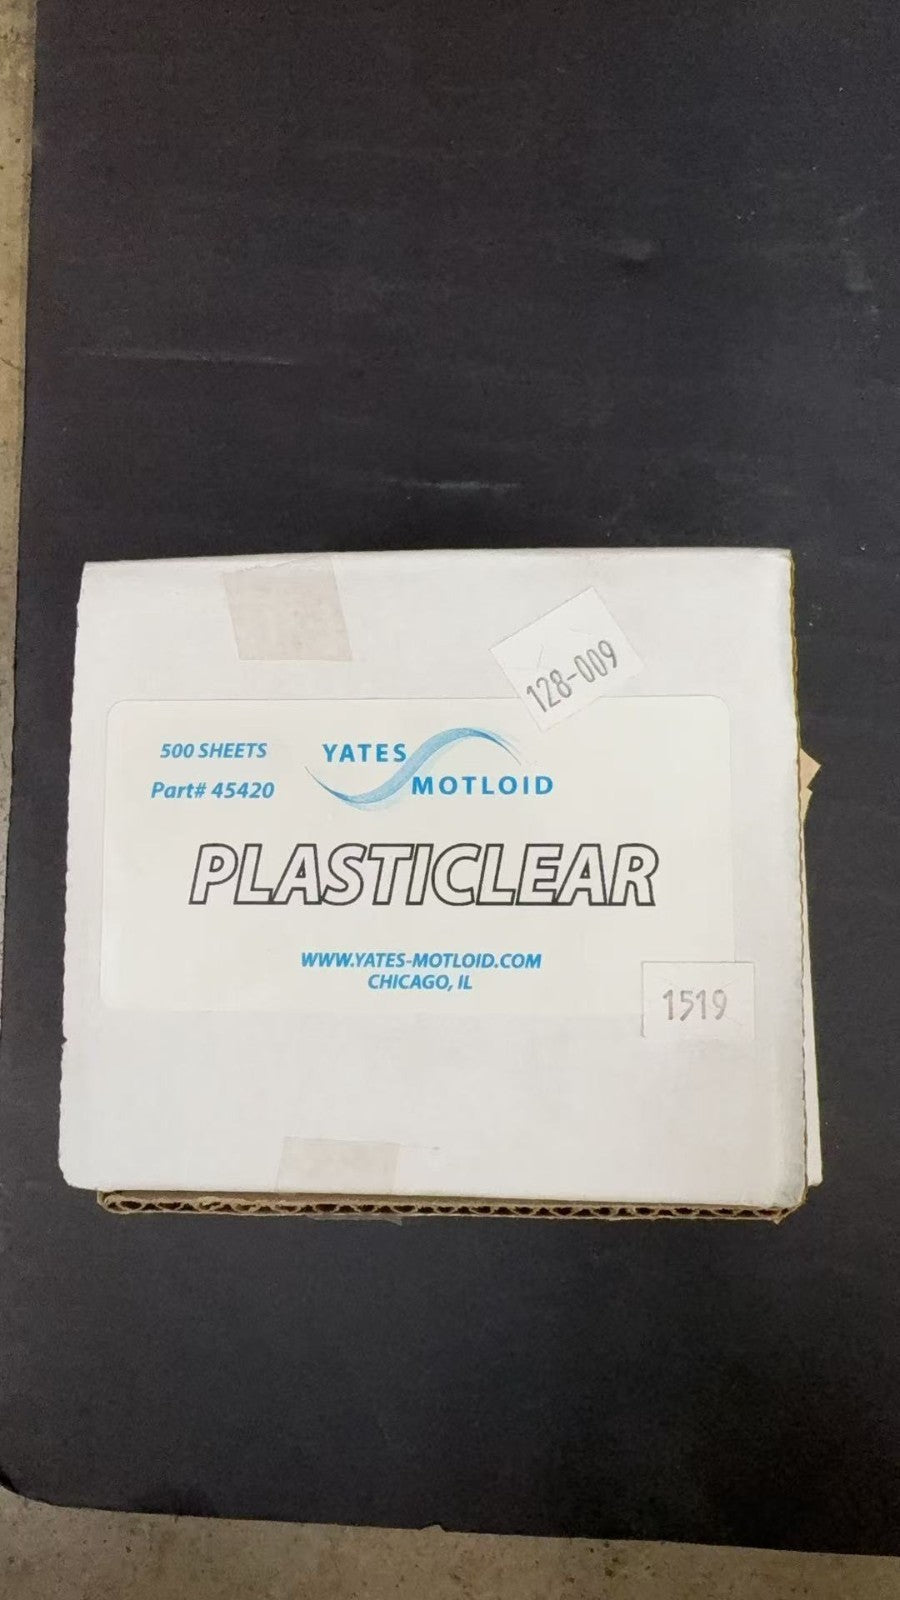 128-009
500 SHEETS
Part# 45420
YATES
MOTLOID
PLASTICLEAR
WWW.YATES-MOTLOID.COM
CHICAGO, IL
1519